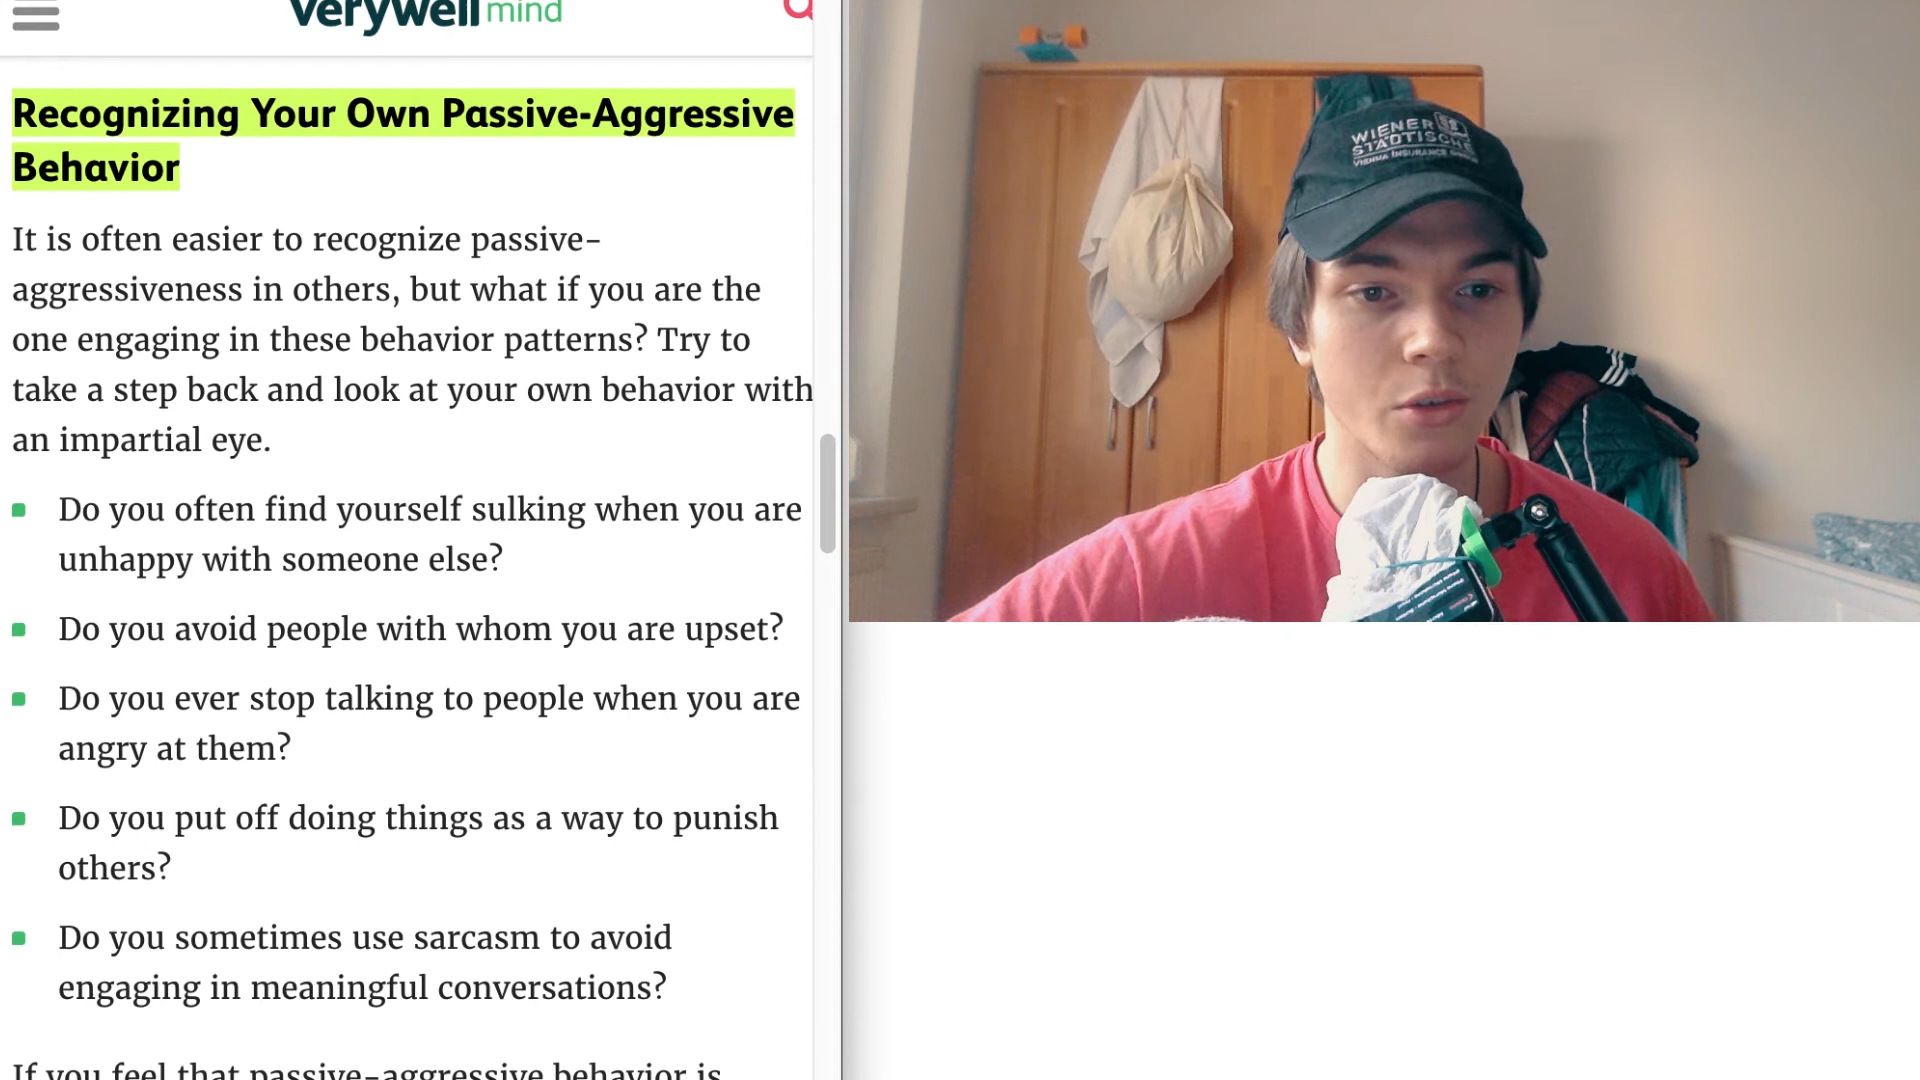 verywell mind
Recognizing Your Own Passive-Aggressive
Behavior
It is often easier to recognize passive-
aggressiveness in others, but what if you are the
one engaging in these behavior patterns? Try to
take a step back and look at your own behavior with
an impartial eye.
Do you often find yourself sulking when you are
unhappy with someone else?
Do you avoid people with whom you are upset?
Do you ever stop talking to people when you are
angry at them?
Do you put off doing things as a way to punish
others?
Do you sometimes use sarcasm to avoid
engaging in meaningful conversations?
If you feel that passive-aggressive behavior is
WIENER
STÄDTISCHE
VIENNA INSURANCE GROUP